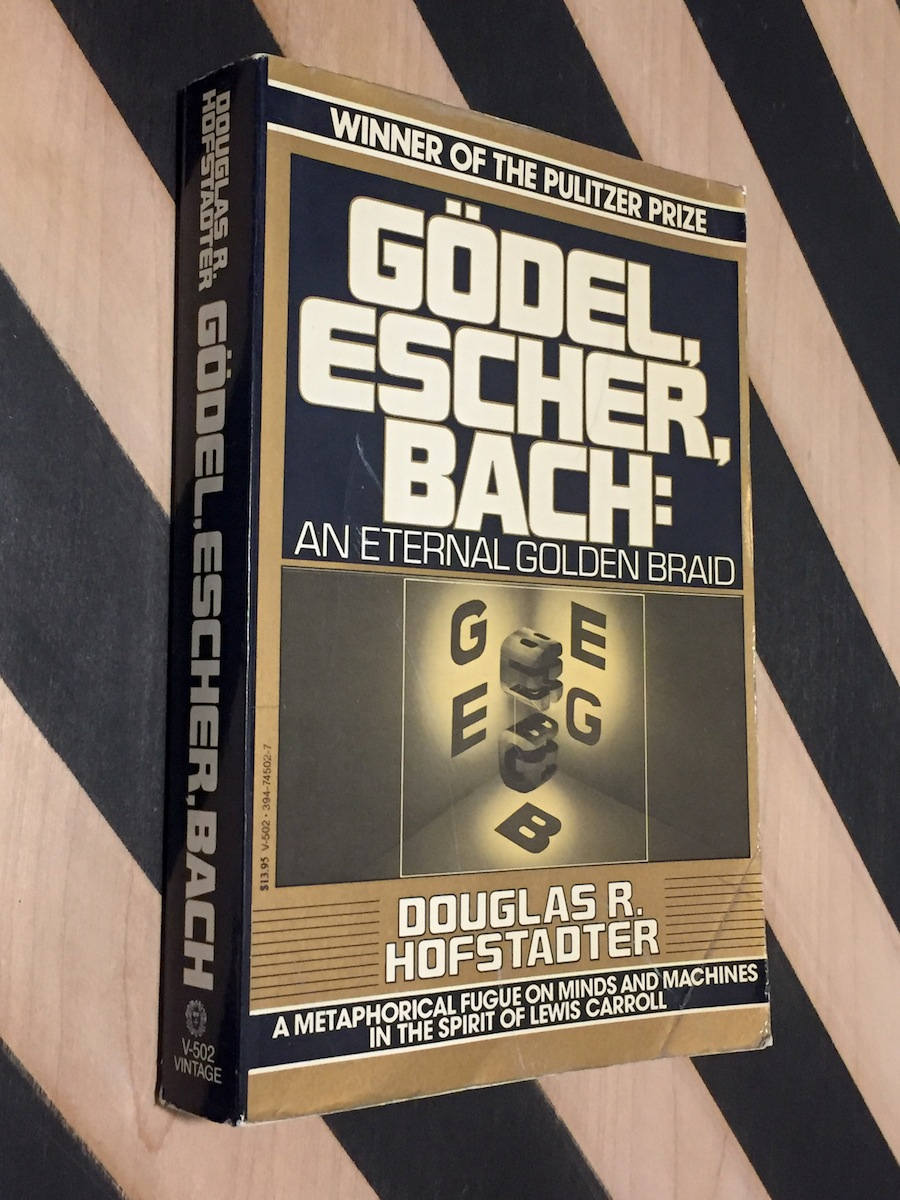 DOUGLAS R.
HOFSTADTER
GÖDEL, ESCHER, BACH
V-502
VINTAGE
WINNER OF THE PULITZER PRIZE
GÖDEL,
ESCHER,
BACH:
AN ETERNAL GOLDEN BRAID
G E
E G
B
$13.95 V-502 · 394-74502-7
DOUGLAS R.
HOFSTADTER
A METAPHORICAL FUGUE ON MINDS AND MACHINES
IN THE SPIRIT OF LEWIS CARROLL